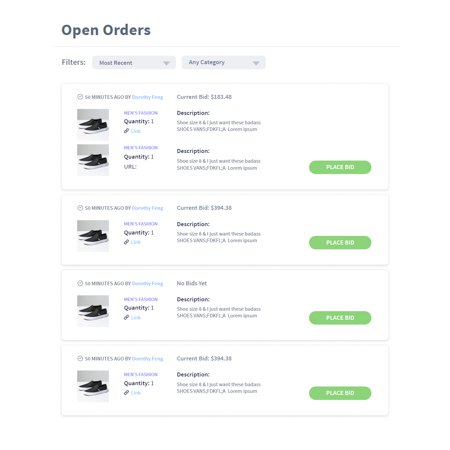 Open Orders
Filters: Most Recent Any Category
50 MINUTES AGO BY Dorothy Fong Current Bid: $183.48
MEN'S FASHION Description:
Quantity: 1 Shoe size 8 & I just want these badass
Link SHOES VANS;FDKFI;,A Lorem ipsum
MEN'S FASHION Description:
Quantity: 1 Shoe size 8 & I just want these badass
URL: SHOES VANS;FDKFI;,A Lorem ipsum
PLACE BID
50 MINUTES AGO BY Dorothy Fong Current Bid: $394.38
MEN'S FASHION Description:
Quantity: 1 Shoe size 8 & I just want these badass
Link SHOES VANS;FDKFI;,A Lorem ipsum
PLACE BID
50 MINUTES AGO BY Dorothy Fong No Bids Yet
MEN'S FASHION Description:
Quantity: 1 Shoe size 8 & I just want these badass
Link SHOES VANS;FDKFI;,A Lorem ipsum
PLACE BID
50 MINUTES AGO BY Dorothy Fong Current Bid: $394.38
MEN'S FASHION Description:
Quantity: 1 Shoe size 8 & I just want these badass
Link SHOES VANS;FDKFI;,A Lorem ipsum
PLACE BID